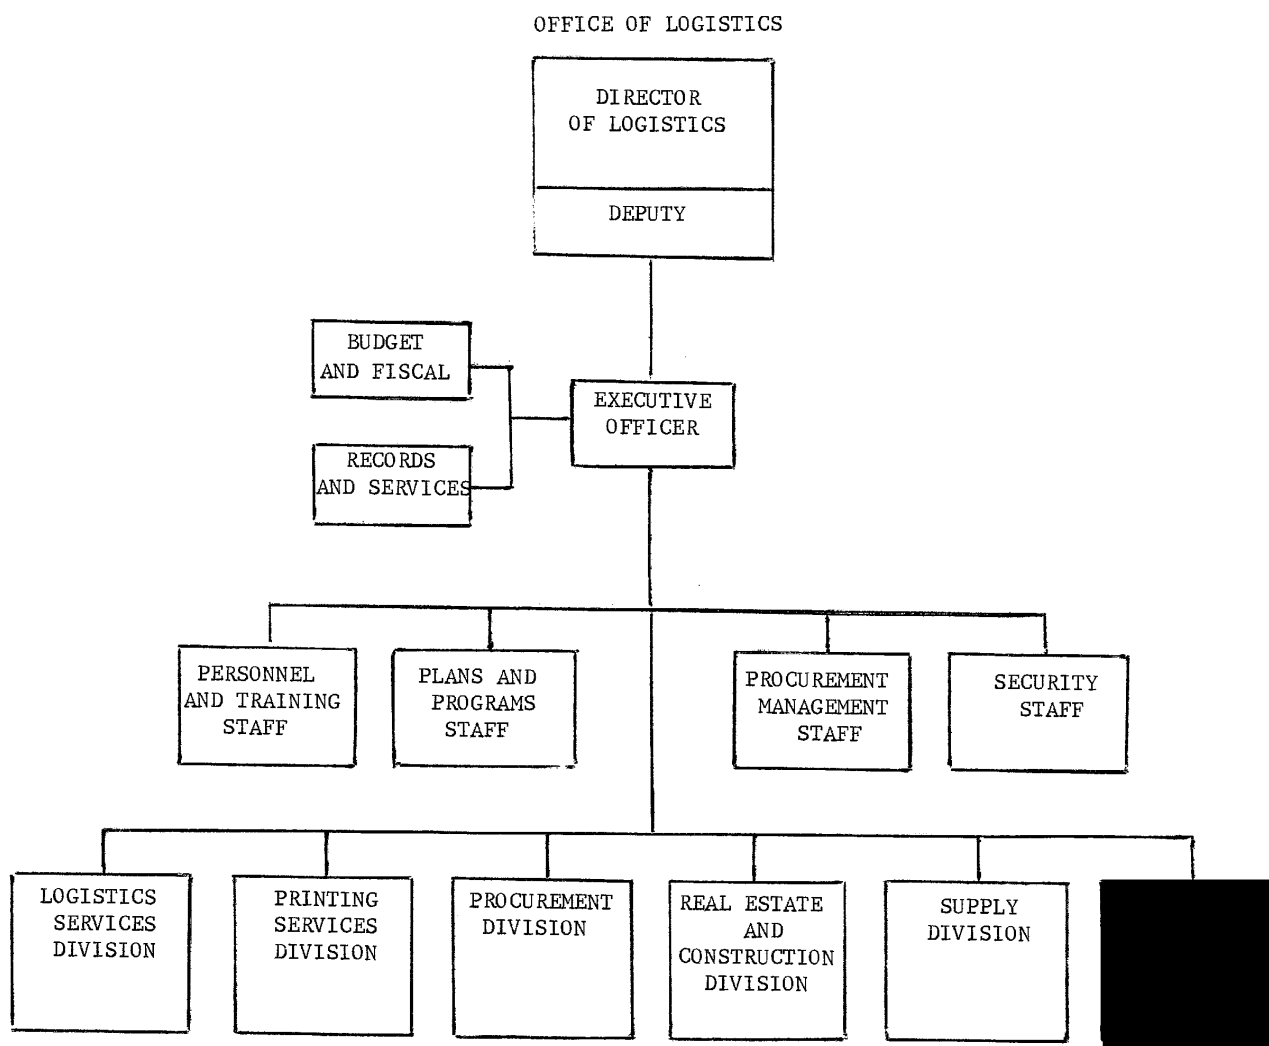 OFFICE OF LOGISTICS
DIRECTOR
OF LOGISTICS
DEPUTY
BUDGET
AND FISCAL
EXECUTIVE
OFFICER
RECORDS
AND SERVICES
PERSONNEL
AND TRAINING
STAFF
PLANS AND
PROGRAMS
STAFF
PROCUREMENT
MANAGEMENT
STAFF
SECURITY
STAFF
LOGISTICS
SERVICES
DIVISION
PRINTING
SERVICES
DIVISION
PROCUREMENT
DIVISION
REAL ESTATE
AND
CONSTRUCTION
DIVISION
SUPPLY
DIVISION